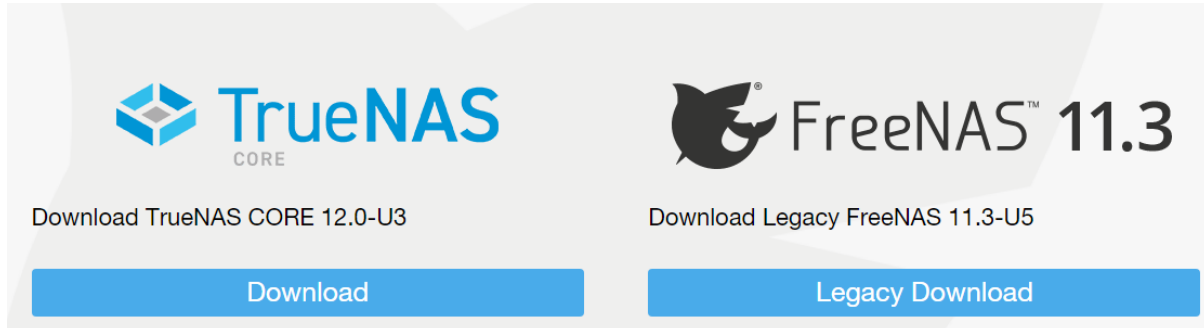 TrueNAS
CORE
Download TrueNAS CORE 12.0-U3
Download
FreeNAS™ 11.3
Download Legacy FreeNAS 11.3-U5
Legacy Download